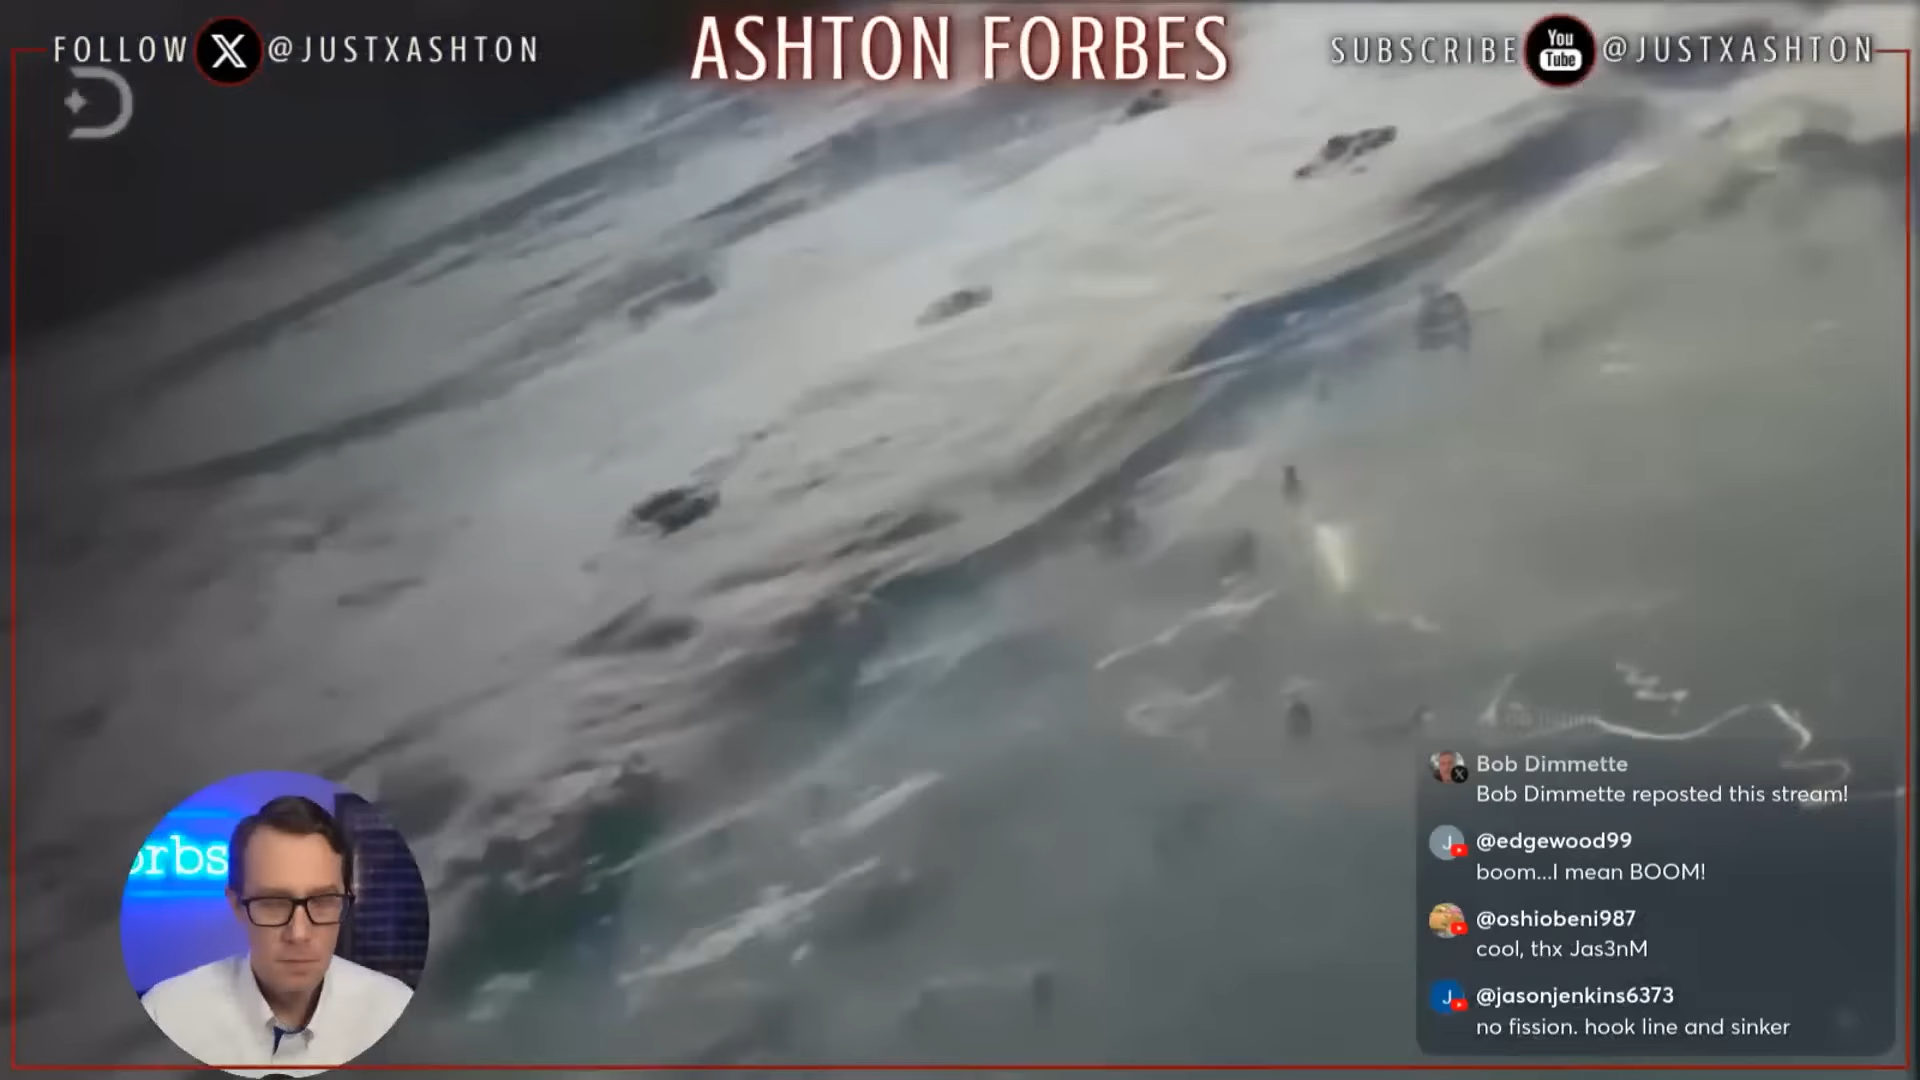 FOLLOW X @JUSTXASHTON
ASHTON FORBES
SUBSCRIBE You Tube @JUSTXASHTON
orbs
Bob Dimmette
Bob Dimmette reposted this stream!
@edgewood99
boom...I mean BOOM!
@oshiobeni987
cool, thx Jas3nM
@jasonjenkins6373
no fission. hook line and sinker